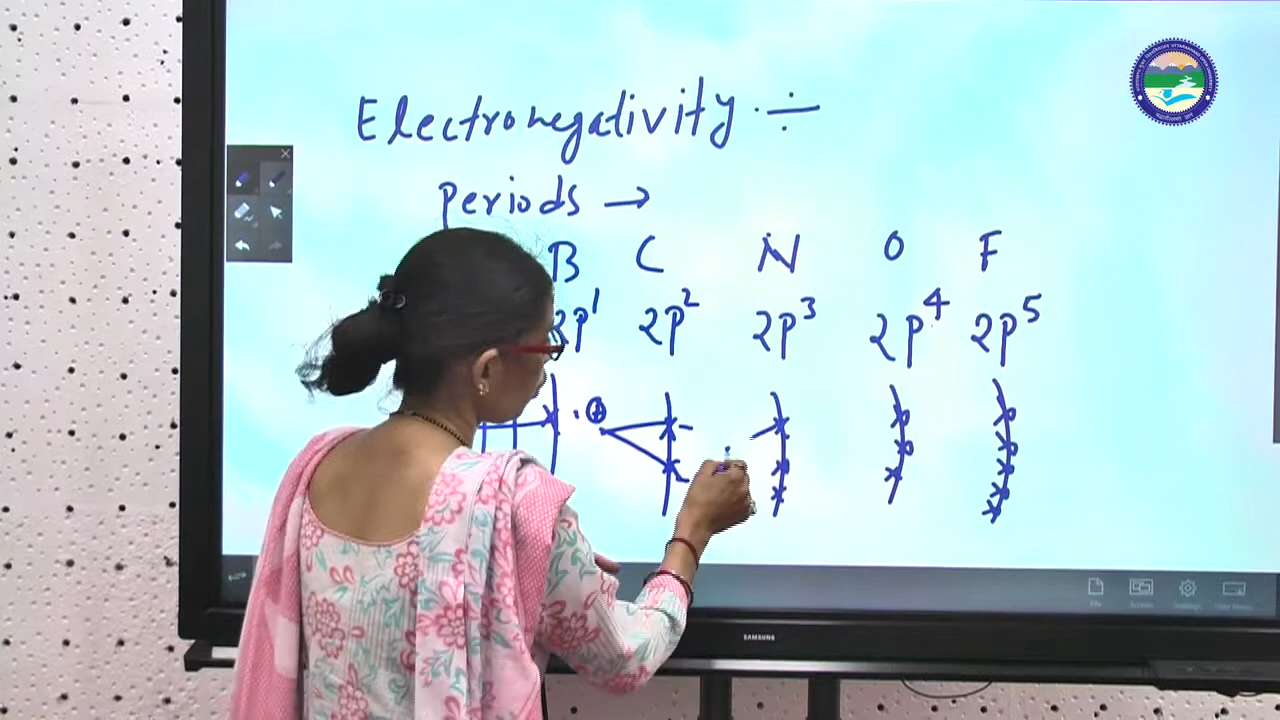 Electronegativity :÷
periods →
B C N O F
2p¹ 2p² 2p³ 2p⁴ 2p⁵
SAMSUNG